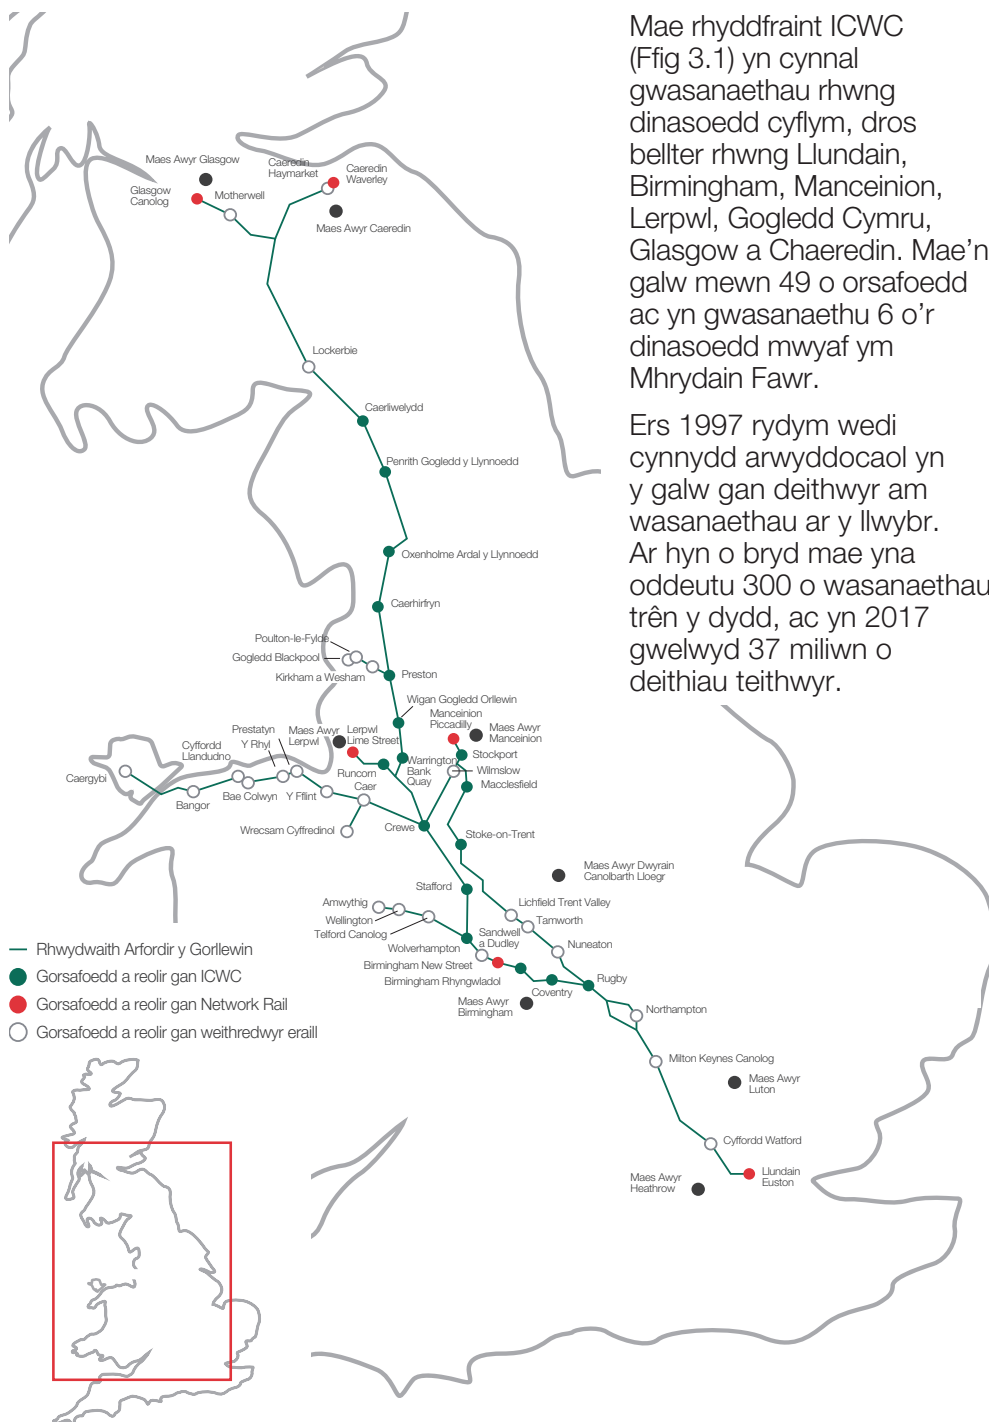 Mae rhyddfraint ICWC
(Ffig 3.1) yn cynnal
gwasanaethau rhwng
dinasoedd cyflym, dros
bellter rhwng Llundain,
Birmingham, Manceinion,
Lerpwl, Gogledd Cymru,
Glasgow a Chaeredin. Mae’n
galw mewn 49 o orsafoedd
ac yn gwasanaethu 6 o’r
dinasoedd mwyaf ym
Mhrydain Fawr.
Ers 1997 rydym wedi
cynnydd arwyddocaol yn
y galw gan deithwyr am
wasanaethau ar y llwybr.
Ar hyn o bryd mae yna
oddeutu 300 o wasanaethau
trên y dydd, ac yn 2017
gwelwyd 37 miliwn o
deithiau teithwyr.
Maes Awyr Glasgow
Glasgow
Canolog
Motherwell
Caeredin
Haymarket
Caeredin
Waverley
Maes Awyr Caeredin
Lockerbie
Caerliwelydd
Penrith Gogledd y Llynnoedd
Oxenholme Ardal y Llynnoedd
Caerhirfryn
Poulton-le-Fylde
Gogledd Blackpool
Kirkham a Wesham
Preston
Wigan Gogledd Orllewin
Manceinion
Piccadilly
Maes Awyr
Manceinion
Prestatyn
Y Rhyl
Maes Awyr
Lerpwl
Lerpwl
Lime Street
Cyffordd
Llandudno
Caergybi
Bangor
Bae Colwyn
Y Fflint
Runcorn
Caer
Warrington
Bank
Quay
Stockport
Wilmslow
Macclesfield
Wrecsam Cyffredinol
Crewe
Stoke-on-Trent
Maes Awyr Dwyrain
Canolbarth Lloegr
Stafford
Amwythig
Wellington
Telford Canolog
Lichfield Trent Valley
Tamworth
Nuneaton
Wolverhampton
Sandwell
a Dudley
Birmingham New Street
Birmingham Rhyngwladol
Coventry
Rugby
Maes Awyr
Birmingham
Northampton
Milton Keynes Canolog
Maes Awyr
Luton
Cyffordd Watford
Maes Awyr
Heathrow
Llundain
Euston
Rhwydwaith Arfordir y Gorllewin
Gorsafoedd a reolir gan ICWC
Gorsafoedd a reolir gan Network Rail
Gorsafoedd a reolir gan weithredwyr eraill